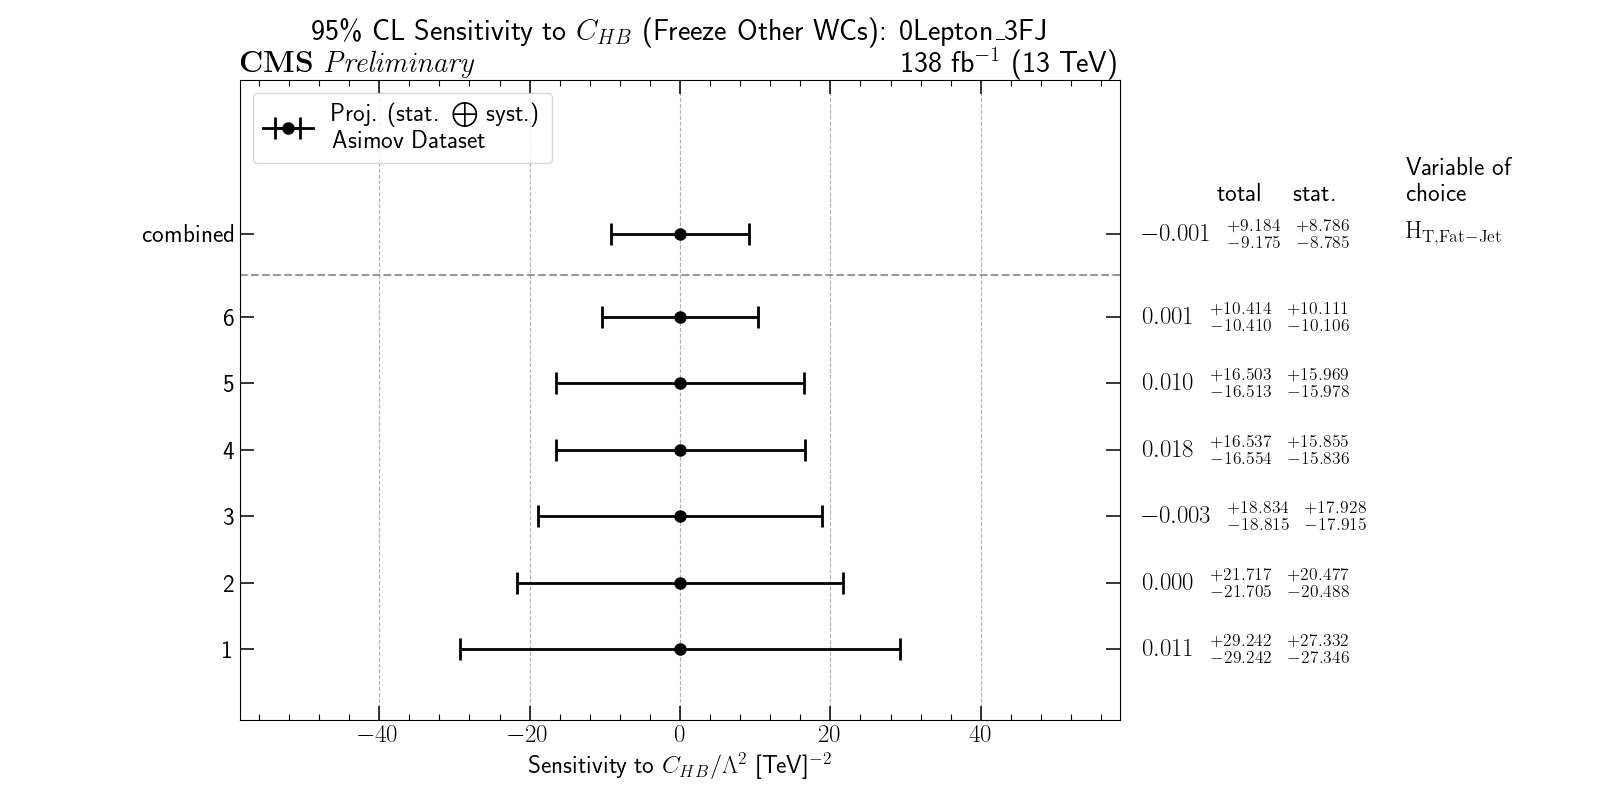 95% CL Sensitivity to C_{HB} (Freeze Other WCs): 0Lepton_3FJ
CMS Preliminary 138 fb⁻¹ (13 TeV)
Proj. (stat. ⨁ syst.)
Asimov Dataset
Variable of
total stat. choice
combined −0.001 +9.184 −9.175 +8.786 −8.785 H_{T,Fat−Jet}
6 0.001 +10.414 −10.410 +10.111 −10.106
5 0.010 +16.503 −16.513 +15.969 −15.978
4 0.018 +16.537 −16.554 +15.855 −15.836
3 −0.003 +18.834 −18.815 +17.928 −17.915
2 0.000 +21.717 −21.705 +20.477 −20.488
1 0.011 +29.242 −29.242 +27.332 −27.346
−40 −20 0 20 40
Sensitivity to C_{HB}/Λ² [TeV]⁻²